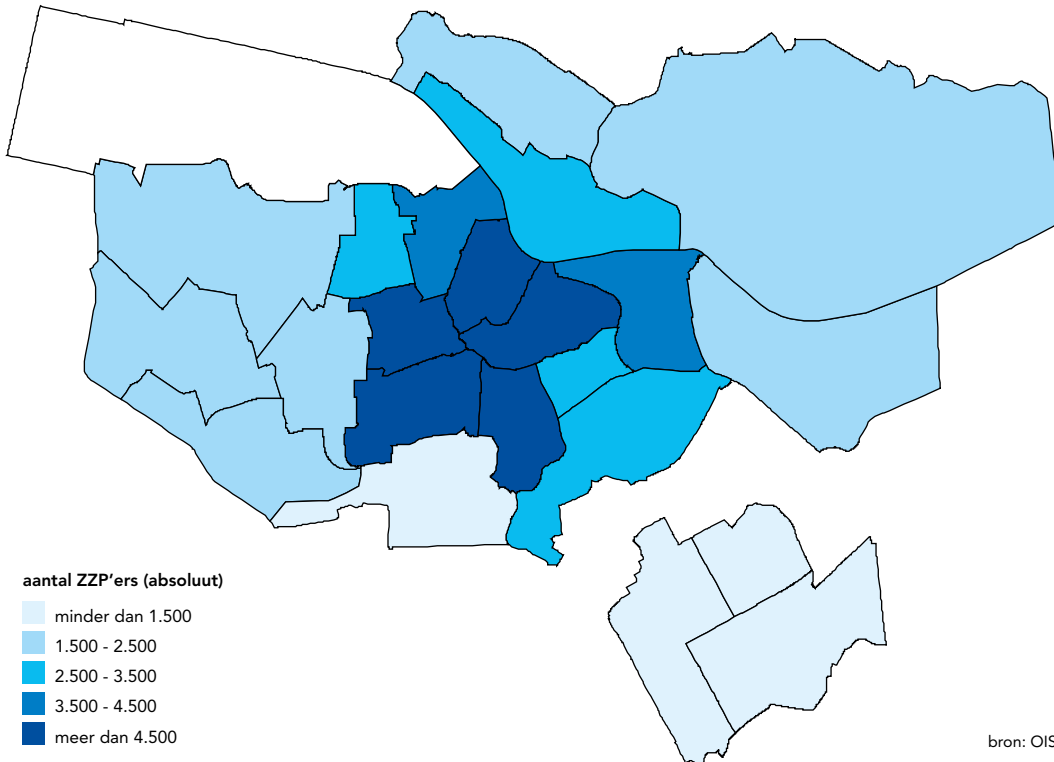 aantal ZZP’ers (absoluut)
minder dan 1.500
1.500 - 2.500
2.500 - 3.500
3.500 - 4.500
meer dan 4.500
bron: OIS